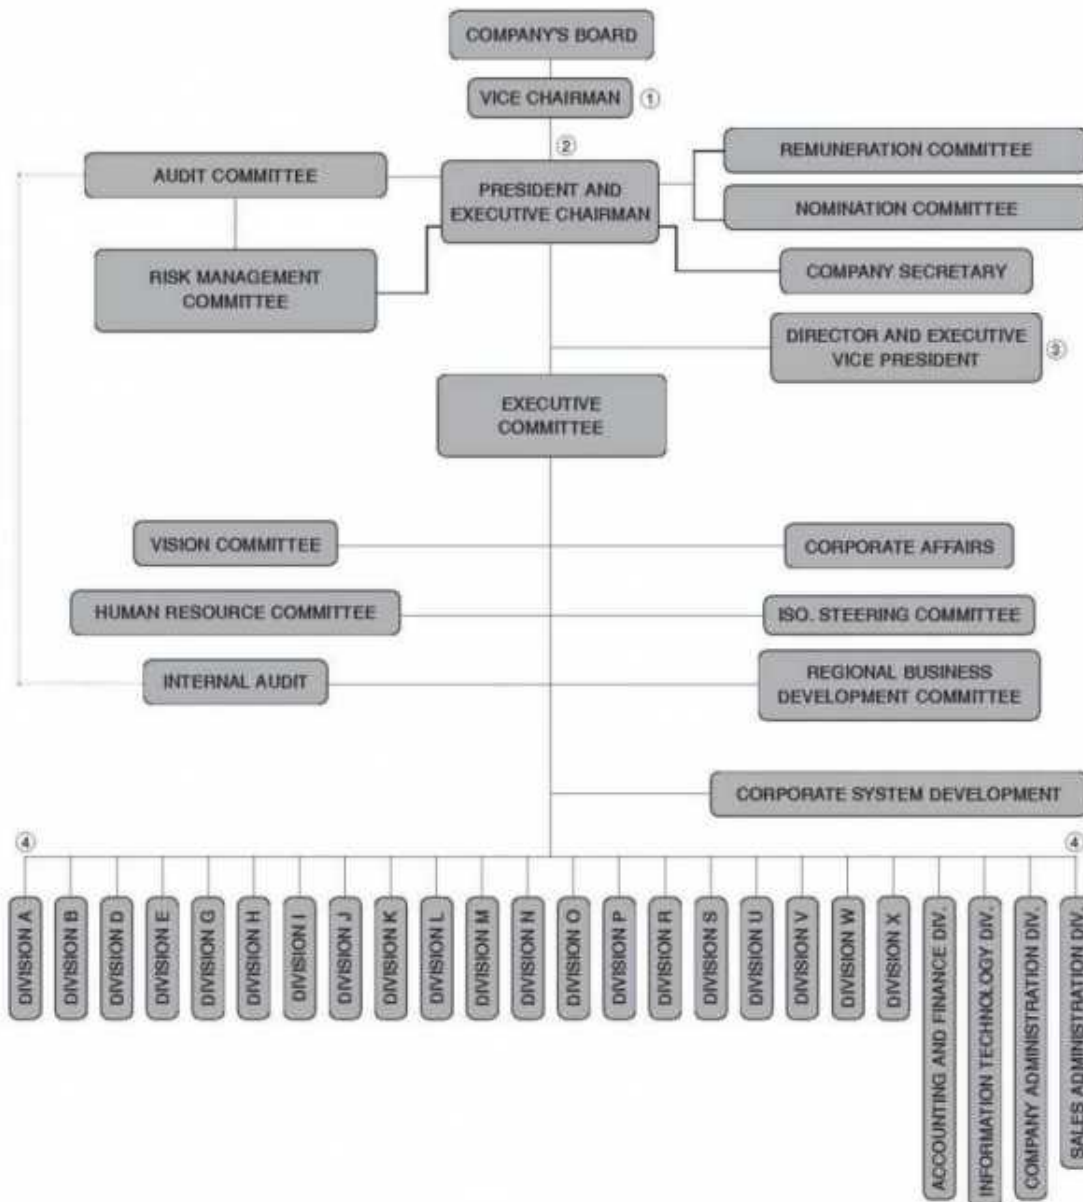 COMPANY'S BOARD
VICE CHAIRMAN ①
②
AUDIT COMMITTEE
PRESIDENT AND
EXECUTIVE CHAIRMAN
REMUNERATION COMMITTEE
NOMINATION COMMITTEE
RISK MANAGEMENT
COMMITTEE
COMPANY SECRETARY
DIRECTOR AND EXECUTIVE
VICE PRESIDENT ③
EXECUTIVE
COMMITTEE
VISION COMMITTEE
CORPORATE AFFAIRS
HUMAN RESOURCE COMMITTEE
ISO. STEERING COMMITTEE
INTERNAL AUDIT
REGIONAL BUSINESS
DEVELOPMENT COMMITTEE
CORPORATE SYSTEM DEVELOPMENT
④
④
DIVISION A
DIVISION B
DIVISION D
DIVISION E
DIVISION G
DIVISION H
DIVISION I
DIVISION J
DIVISION K
DIVISION L
DIVISION M
DIVISION N
DIVISION O
DIVISION P
DIVISION R
DIVISION S
DIVISION U
DIVISION V
DIVISION W
DIVISION X
ACCOUNTING AND FINANCE DIV.
INFORMATION TECHNOLOGY DIV.
COMPANY ADMINISTRATION DIV.
SALES ADMINISTRATION DIV.